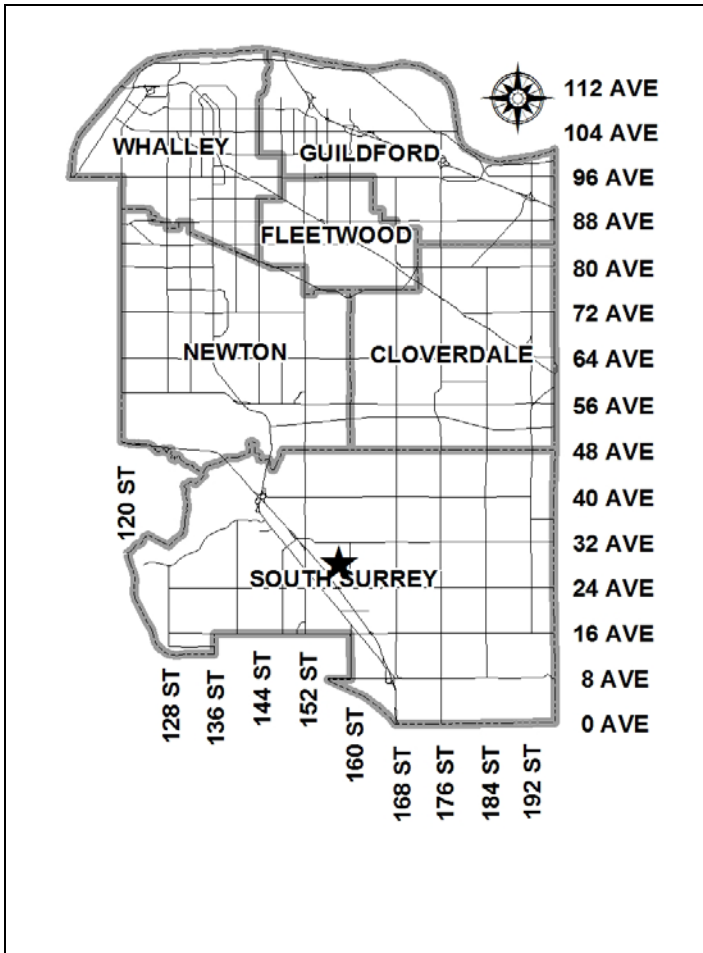 112 AVE
104 AVE
WHALLEY
GUILDFORD
96 AVE
88 AVE
FLEETWOOD
80 AVE
72 AVE
NEWTON
CLOVERDALE
64 AVE
56 AVE
48 AVE
40 AVE
120 ST
32 AVE
SOUTH SURREY
24 AVE
16 AVE
8 AVE
0 AVE
128 ST
136 ST
144 ST
152 ST
160 ST
168 ST
176 ST
184 ST
192 ST